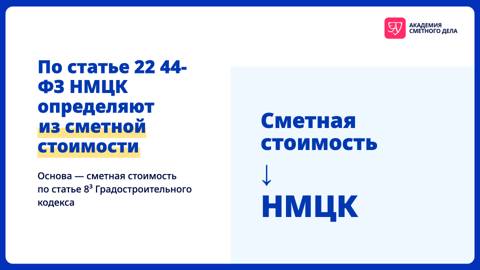 АКАДЕМИЯ
СМЕТНОГО ДЕЛА
По статье 22 44-
ФЗ НМЦК
определяют
из сметной
стоимости
Основа — сметная стоимость
по статье 8³ Градостроительного
кодекса
Сметная
стоимость
↓
НМЦК